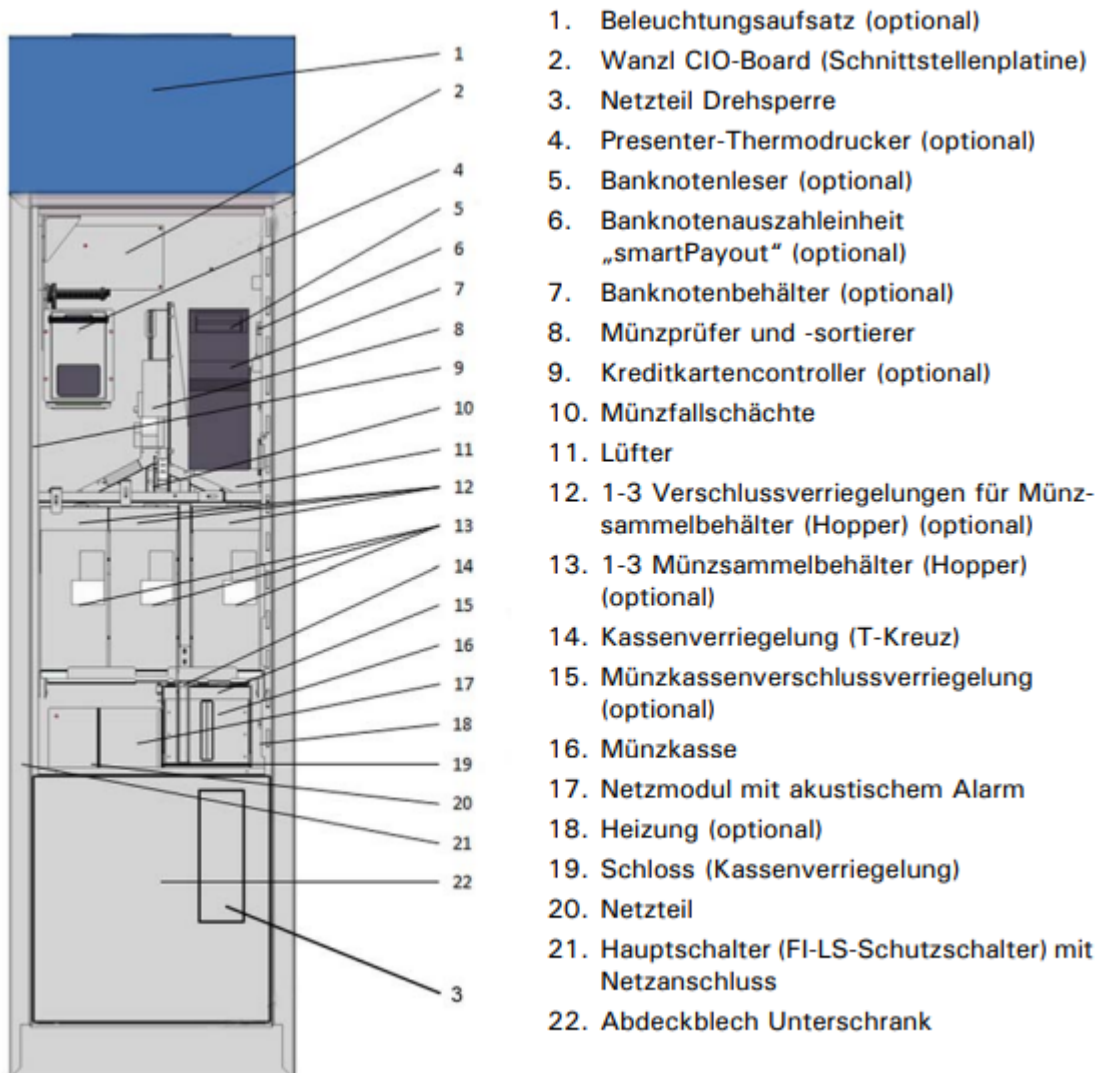 1
2
4
5
6
7
8
9
10
11
12
13
14
15
16
17
18
19
20
21
22
3
1. Beleuchtungsaufsatz (optional)
2. Wanzl CIO-Board (Schnittstellenplatine)
3. Netzteil Drehsperre
4. Presenter-Thermodrucker (optional)
5. Banknotenleser (optional)
6. Banknotenauszahleinheit
„smartPayout“ (optional)
7. Banknotenbehälter (optional)
8. Münzprüfer und -sortierer
9. Kreditkartencontroller (optional)
10. Münzfallschächte
11. Lüfter
12. 1-3 Verschlussverriegelungen für Münz-
sammelbehälter (Hopper) (optional)
13. 1-3 Münzsammelbehälter (Hopper)
(optional)
14. Kassenverriegelung (T-Kreuz)
15. Münzkassenverschlussverriegelung
(optional)
16. Münzkasse
17. Netzmodul mit akustischem Alarm
18. Heizung (optional)
19. Schloss (Kassenverriegelung)
20. Netzteil
21. Hauptschalter (FI-LS-Schutzschalter) mit
Netzanschluss
22. Abdeckblech Unterschrank